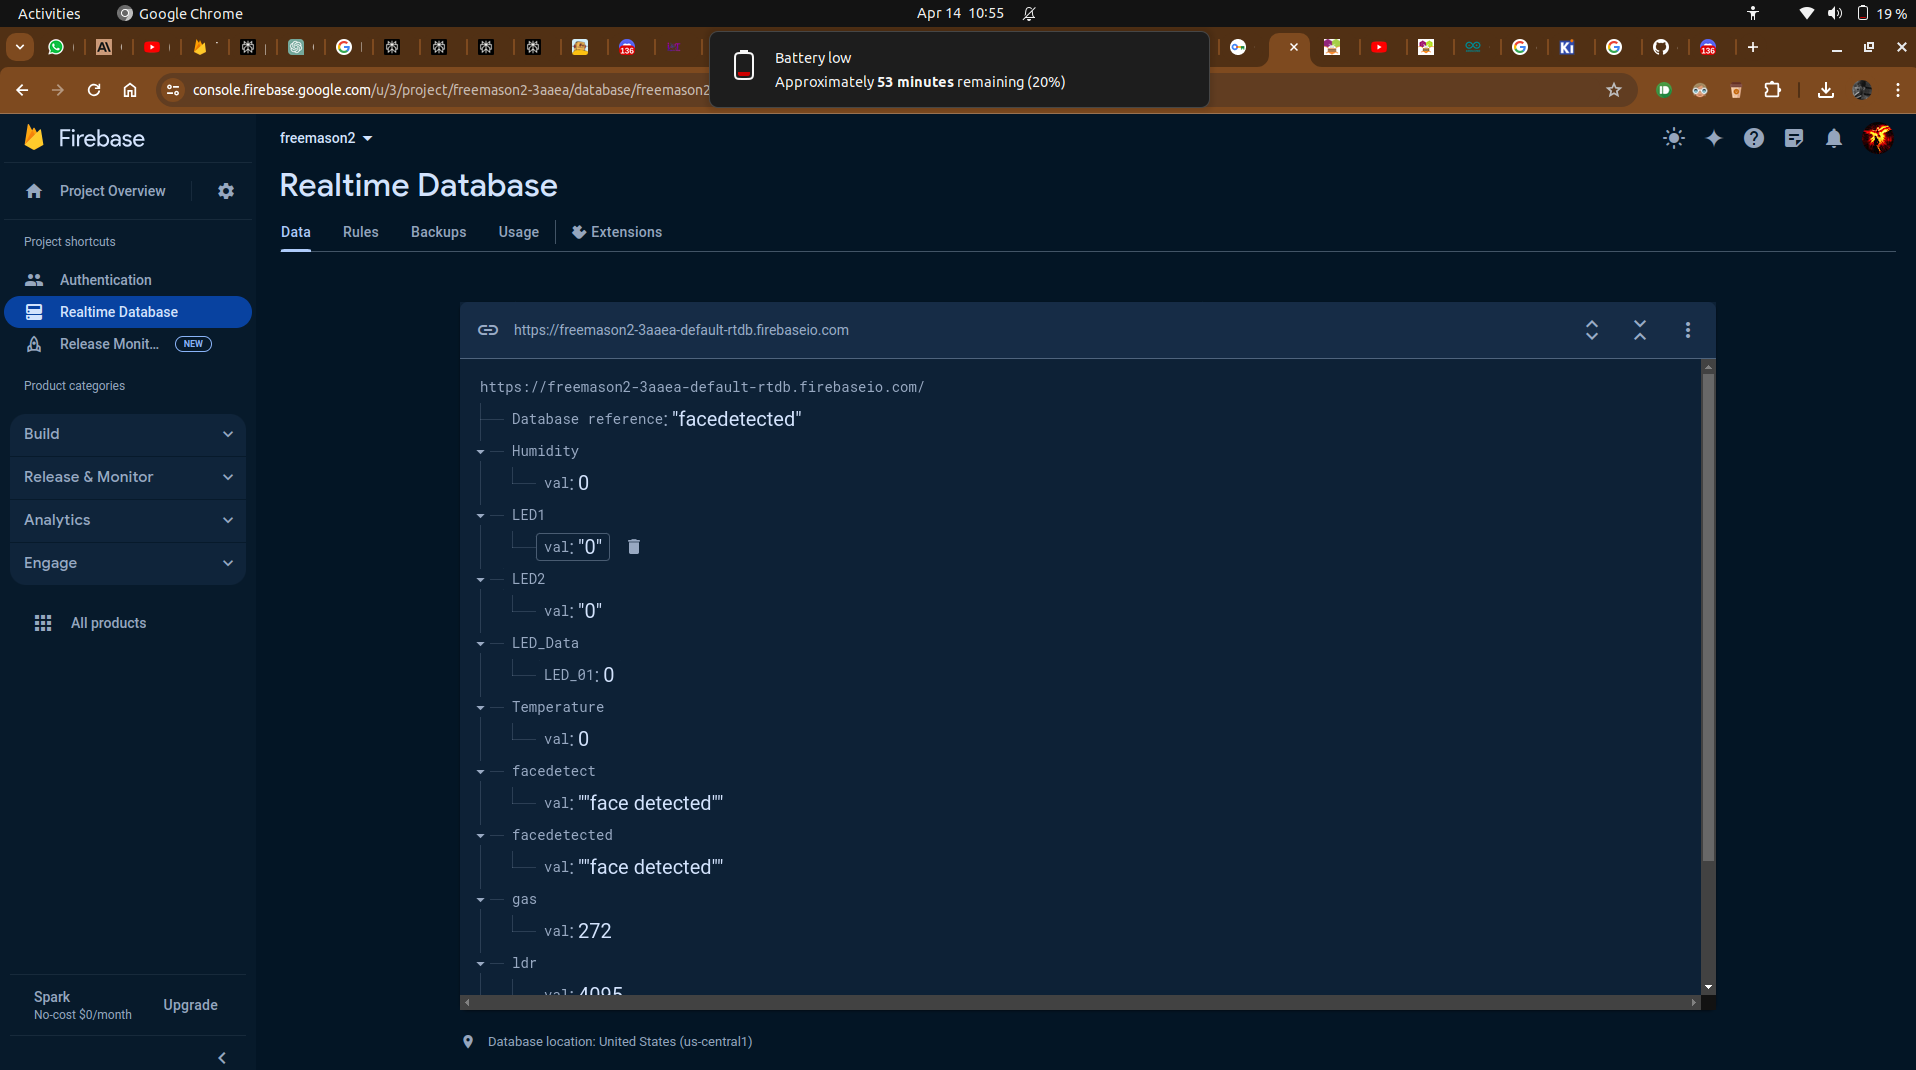 Activities Google Chrome Apr 14 10:55 19 %
136 136
Battery low
Approximately 53 minutes remaining (20%)
console.firebase.google.com/u/3/project/freemason2-3aaea/database/freemason2
Firebase
freemason2
Project Overview
Realtime Database
Data Rules Backups Usage Extensions
Project shortcuts
Authentication
Realtime Database
Release Monit... NEW
Product categories
Build
Release & Monitor
Analytics
Engage
All products
Spark
No-cost $0/month
Upgrade
https://freemason2-3aaea-default-rtdb.firebaseio.com
https://freemason2-3aaea-default-rtdb.firebaseio.com/
Database reference: "facedetected"
Humidity
val: 0
LED1
val: "0"
LED2
val: "0"
LED_Data
LED_01: 0
Temperature
val: 0
facedetect
val: ""face detected""
facedetected
val: ""face detected""
gas
val: 272
ldr
val: 4095
Database location: United States (us-central1)